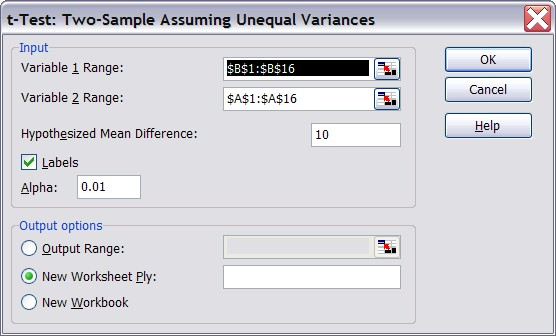 t-Test: Two-Sample Assuming Unequal Variances
Input
Variable 1 Range: $B$1:$B$16
Variable 2 Range: $A$1:$A$16
Hypothesized Mean Difference: 10
Labels
Alpha: 0.01
OK
Cancel
Help
Output options
Output Range:
New Worksheet Ply:
New Workbook